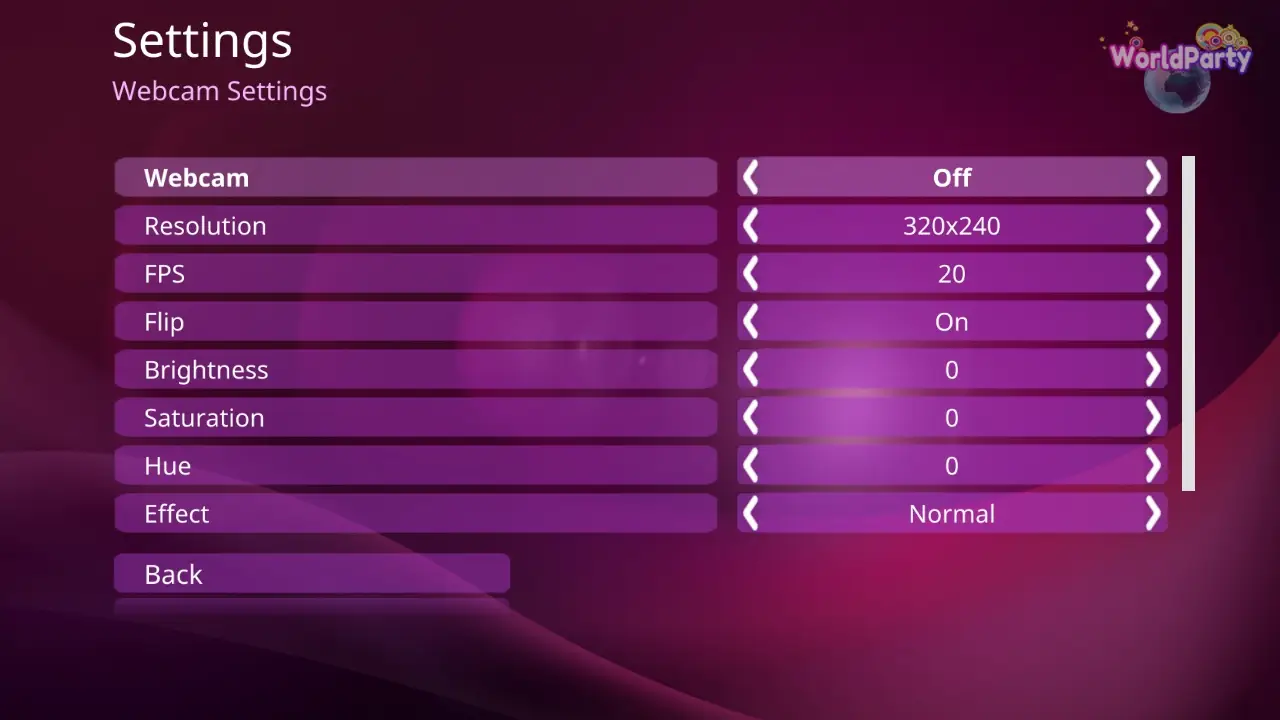 Settings
WorldParty
Webcam Settings
Webcam Off
Resolution 320x240
FPS 20
Flip On
Brightness 0
Saturation 0
Hue 0
Effect Normal
Back